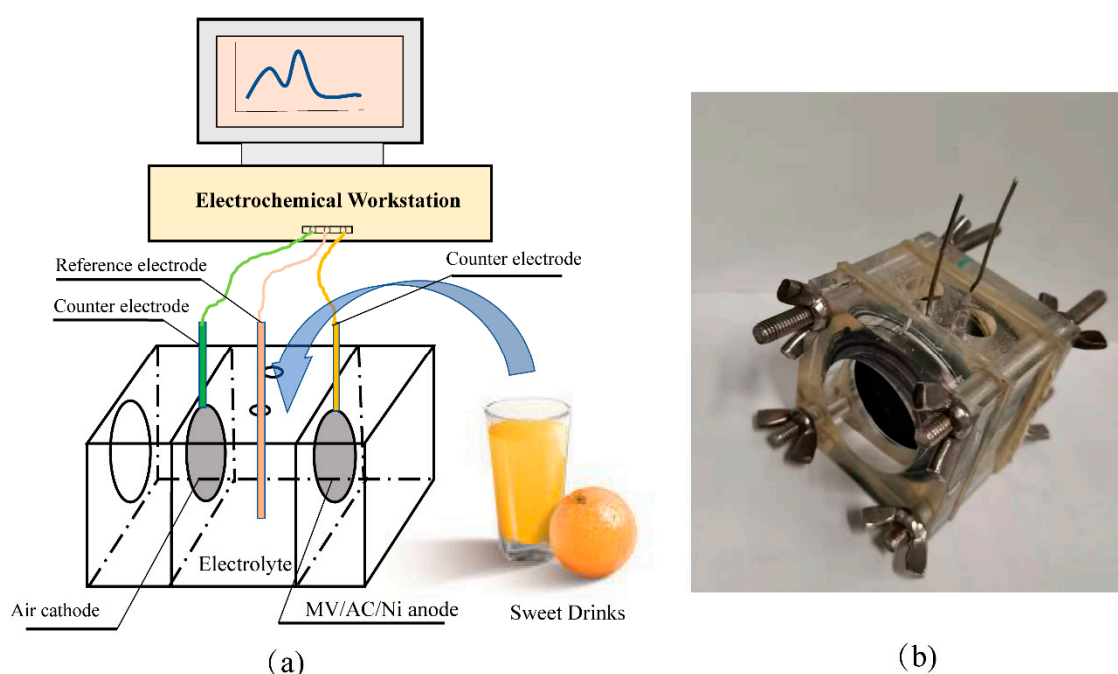 Electrochemical Workstation
Reference electrode
Counter electrode
Counter electrode
Electrolyte
Air cathode
MV/AC/Ni anode
Sweet Drinks
(a)
(b)